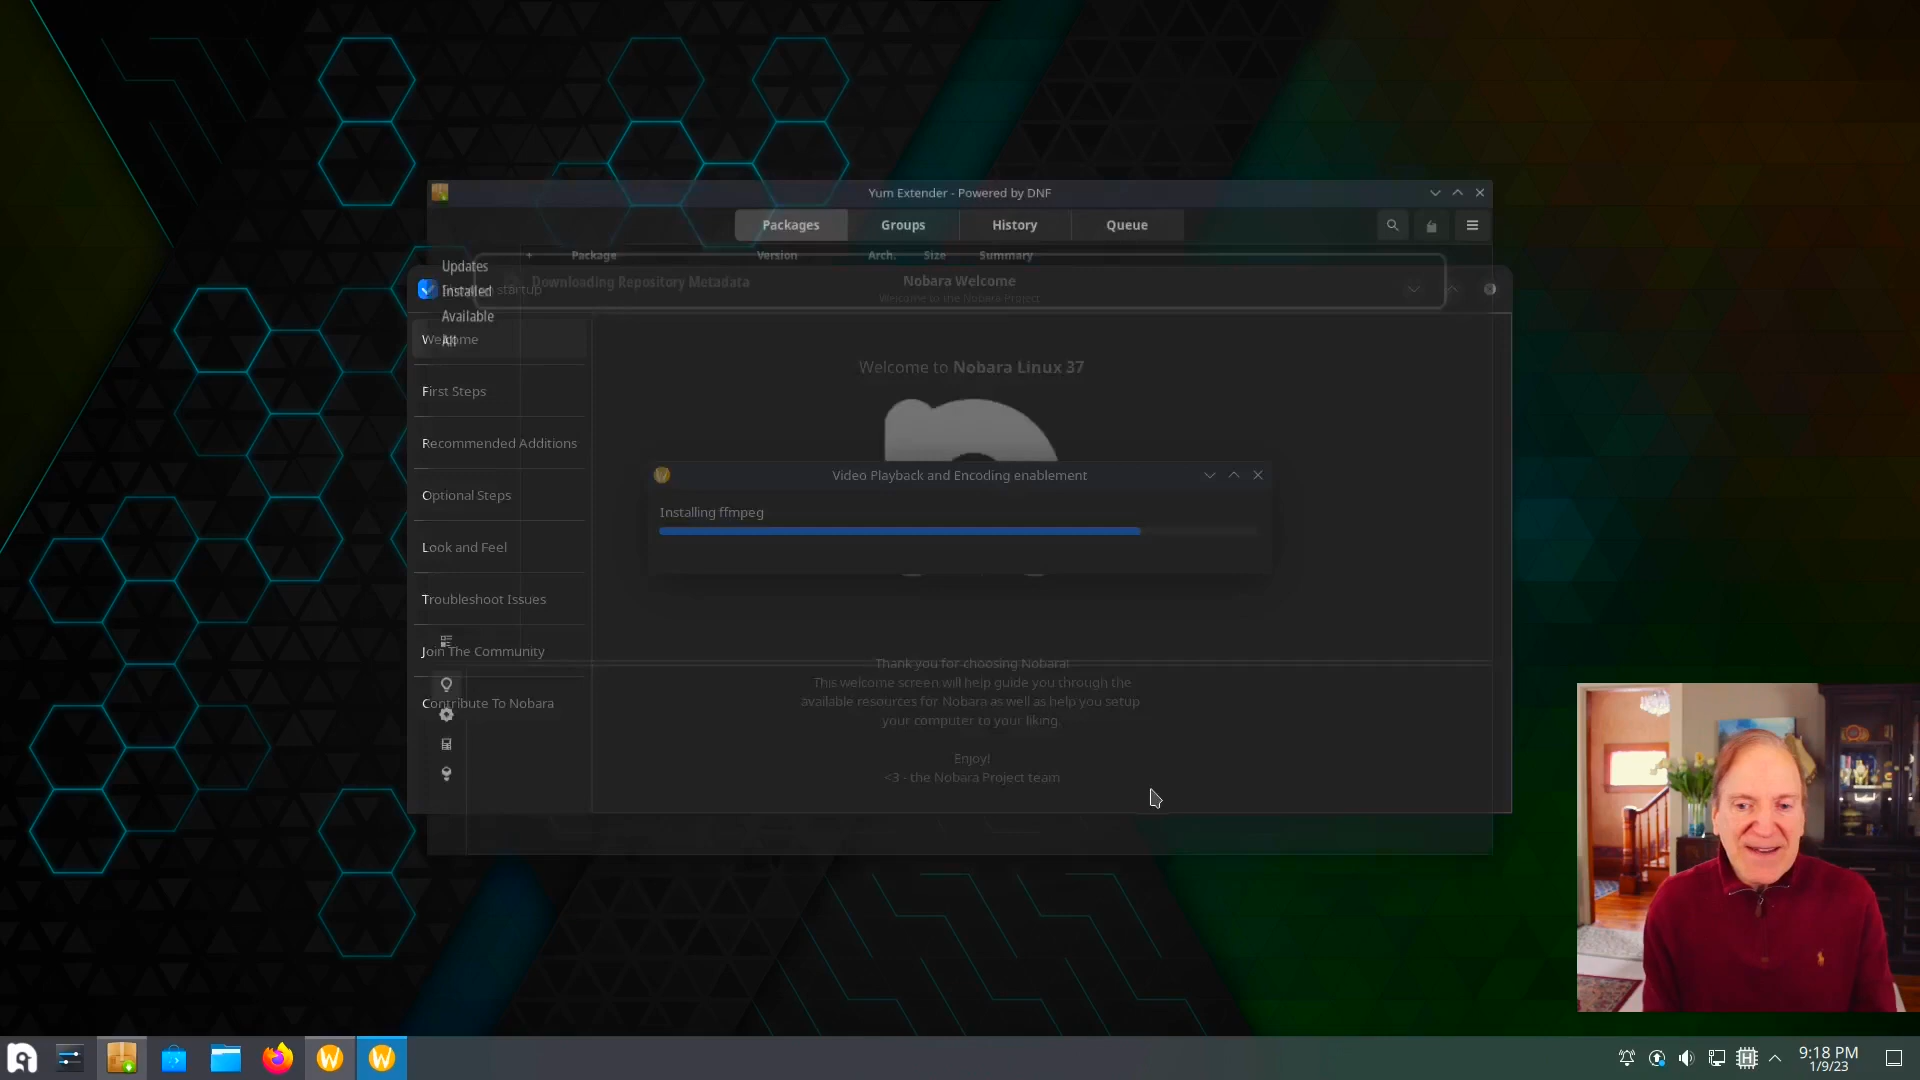 Yum Extender - Powered by DNF
Packages
Groups
History
Queue
+
Package
Version
Arch.
Size
Summary
Updates
Installed
Available
All
Downloading Repository Metadata
Nobara Welcome
Welcome to the Nobara Project
startup
Welcome
First Steps
Recommended Additions
Optional Steps
Look and Feel
Troubleshoot Issues
Join The Community
Contribute To Nobara
Welcome to Nobara Linux 37
Video Playback and Encoding enablement
Installing ffmpeg
Thank you for choosing Nobara!
This welcome screen will help guide you through the
available resources for Nobara as well as help you setup
your computer to your liking.
Enjoy!
<3 - the Nobara Project team
9:18 PM
1/9/23